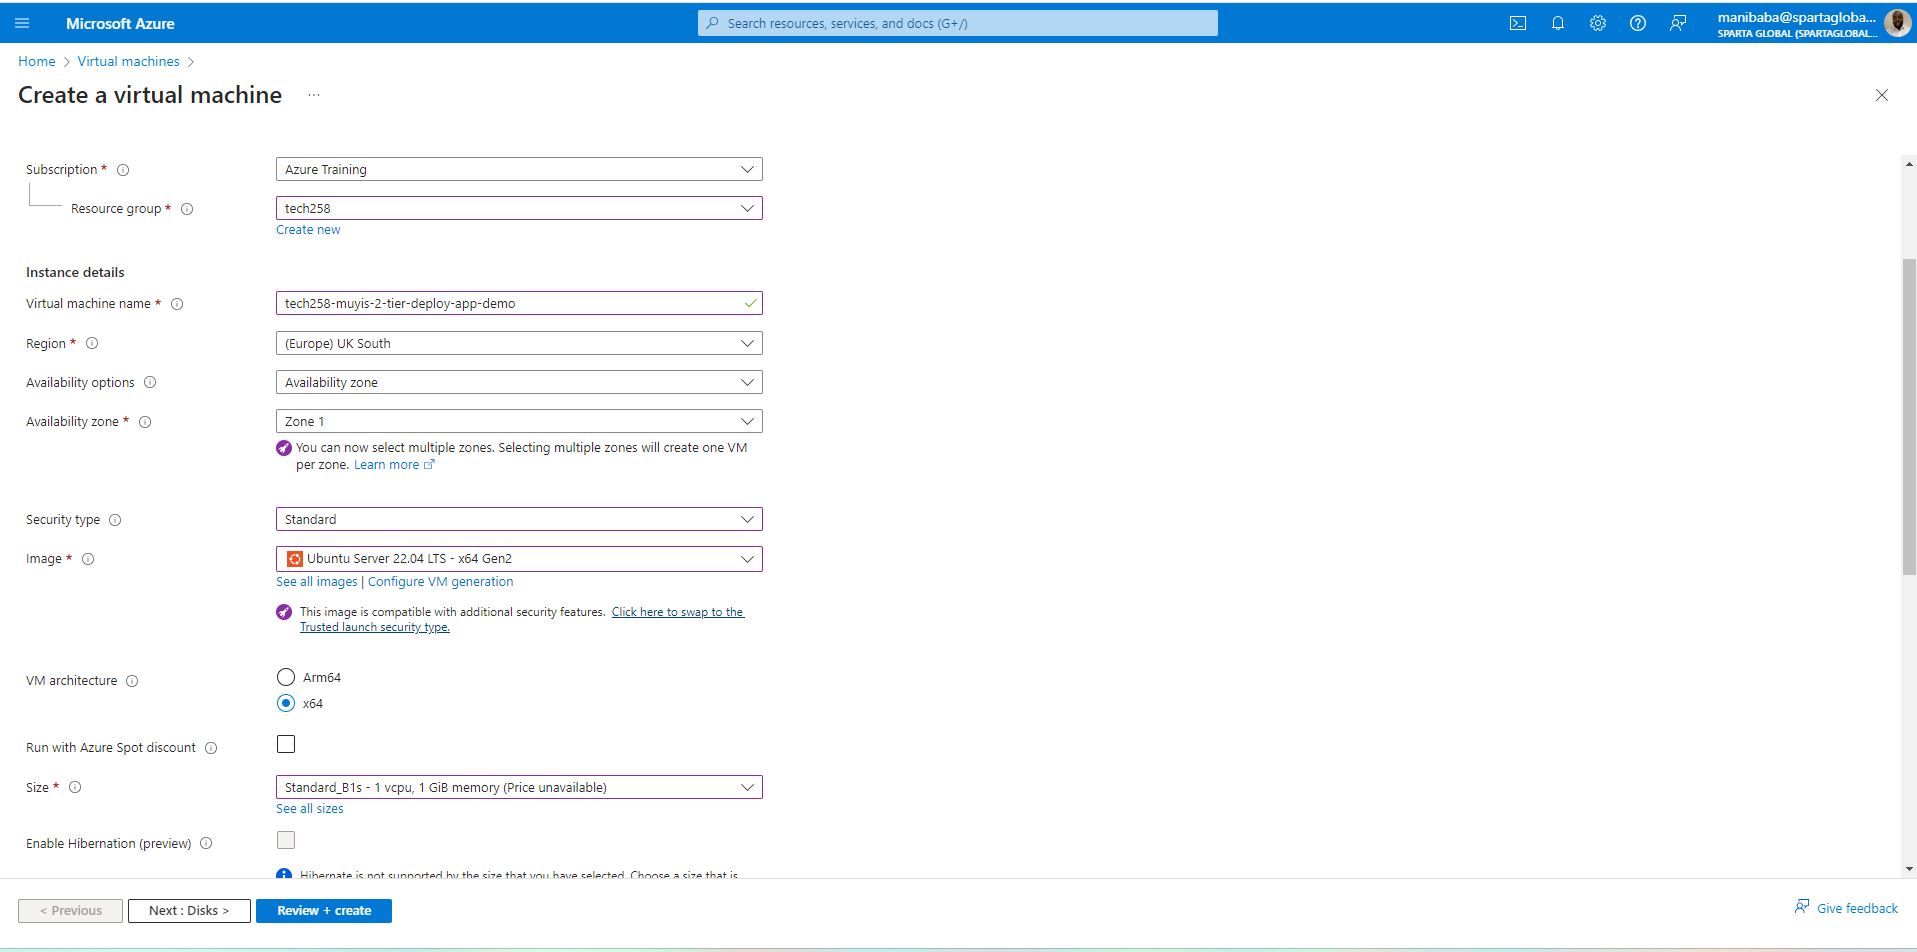 Microsoft Azure
Search resources, services, and docs (G+/)
manibaba@spartagloba...
SPARTA GLOBAL (SPARTAGLOBAL...
Home > Virtual machines >
Create a virtual machine ...
Subscription * Azure Training
Resource group * tech258
Create new
Instance details
Virtual machine name * tech258-muyis-2-tier-deploy-app-demo
Region * (Europe) UK South
Availability options Availability zone
Availability zone * Zone 1
You can now select multiple zones. Selecting multiple zones will create one VM
per zone. Learn more
Security type Standard
Image * Ubuntu Server 22.04 LTS - x64 Gen2
See all images | Configure VM generation
This image is compatible with additional security features. Click here to swap to the
Trusted launch security type.
VM architecture Arm64
x64
Run with Azure Spot discount
Size * Standard_B1s - 1 vcpu, 1 GiB memory (Price unavailable)
See all sizes
Enable Hibernation (preview)
Hibernate is not supported by the size that you have selected. Choose a size that is
< Previous
Next : Disks >
Review + create
Give feedback